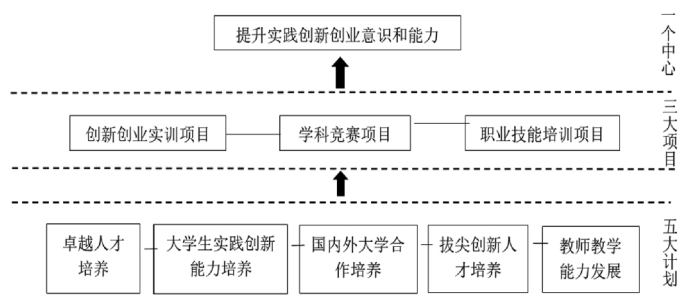 提升实践创新创业意识和能力
一个中心
创新创业实训项目
学科竞赛项目
职业技能培训项目
三大项目
卓越人才
培养
大学生实践创新
能力培养
国内外大学合
作培养
拔尖创新人
才培养
教师教学
能力发展
五大计划